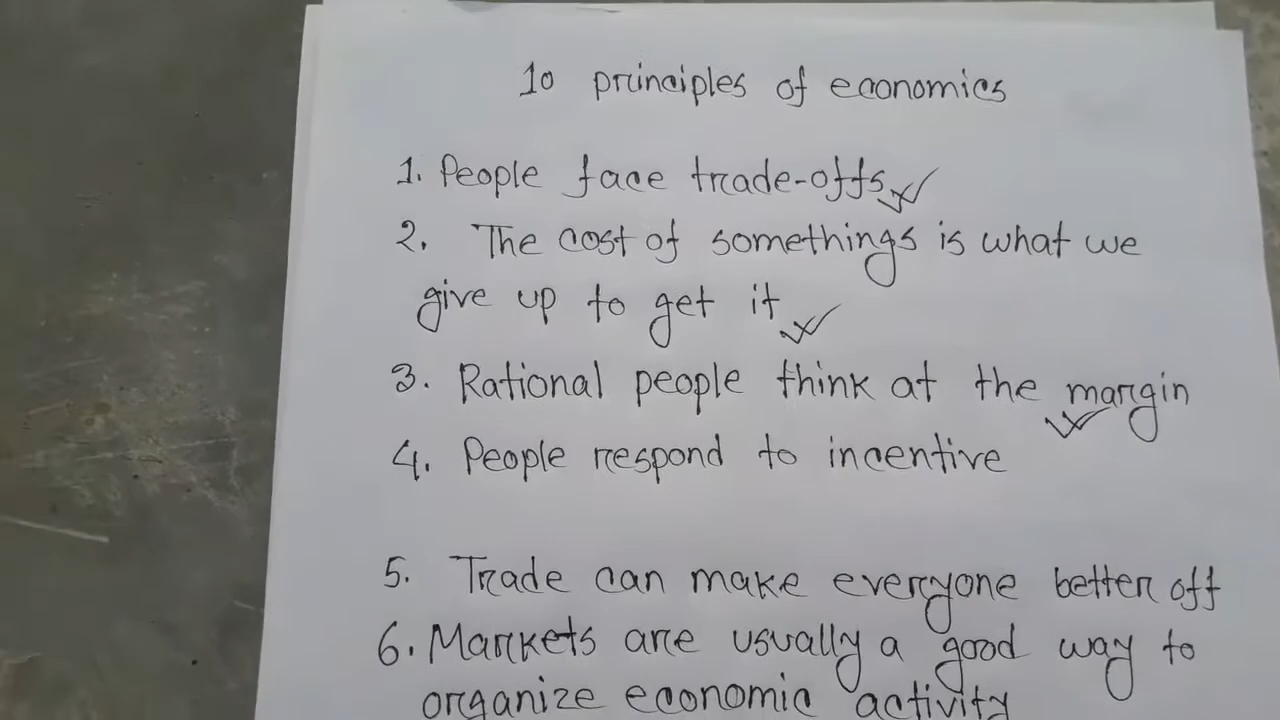 10 principles of economics
1. People face trade-offs
2. The cost of somethings is what we
give up to get it
3. Rational people think at the margin
4. People respond to incentive
5. Trade can make everyone better off
6. Markets are usually a good way to
organize economic activity